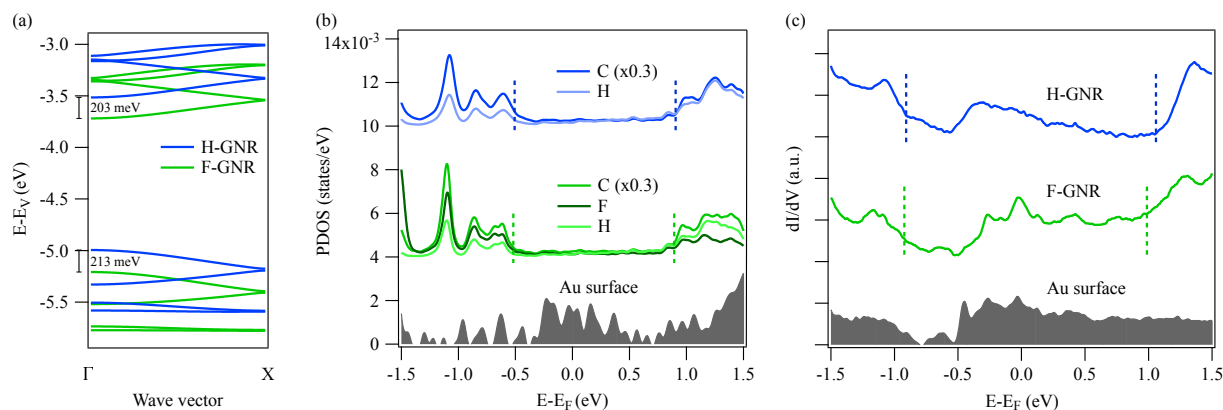 (a)
-3.0
-3.5
-4.0
-4.5
-5.0
-5.5
E-E_V (eV)
203 meV
H-GNR
F-GNR
213 meV
Γ
X
Wave vector
(b)
14x10⁻³
12
10
8
6
4
2
0
PDOS (states/eV)
C (x0.3)
H
C (x0.3)
F
H
Au surface
-1.5
-1.0
-0.5
0.0
0.5
1.0
1.5
E-E_F (eV)
(c)
dI/dV (a.u.)
H-GNR
F-GNR
Au surface
-1.5
-1.0
-0.5
0.0
0.5
1.0
1.5
E-E_F (eV)